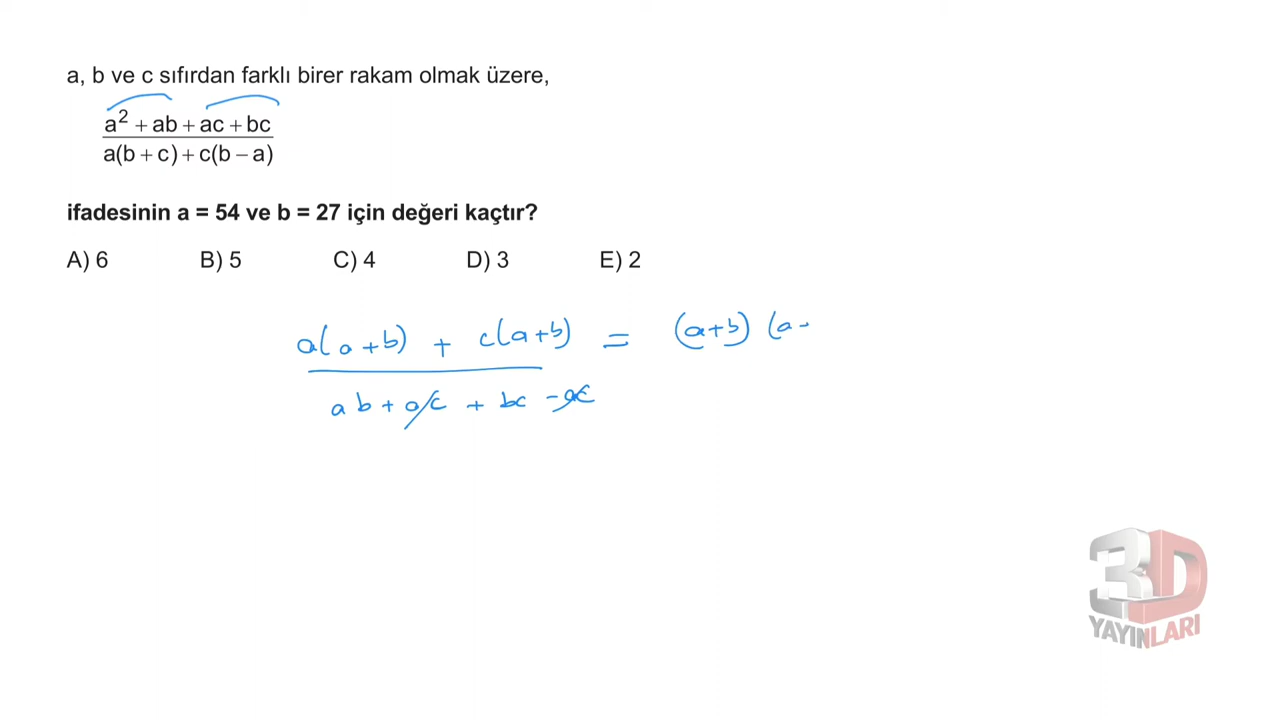 a, b ve c sıfırdan farklı birer rakam olmak üzere,
a² + ab + ac + bc
a(b + c) + c(b – a)
ifadesinin a = 54 ve b = 27 için değeri kaçtır?
A) 6 B) 5 C) 4 D) 3 E) 2
a(a+b) + c(a+b) = (a+b) (a -
ab + ac + bc - ac
3D
YAYINLARI